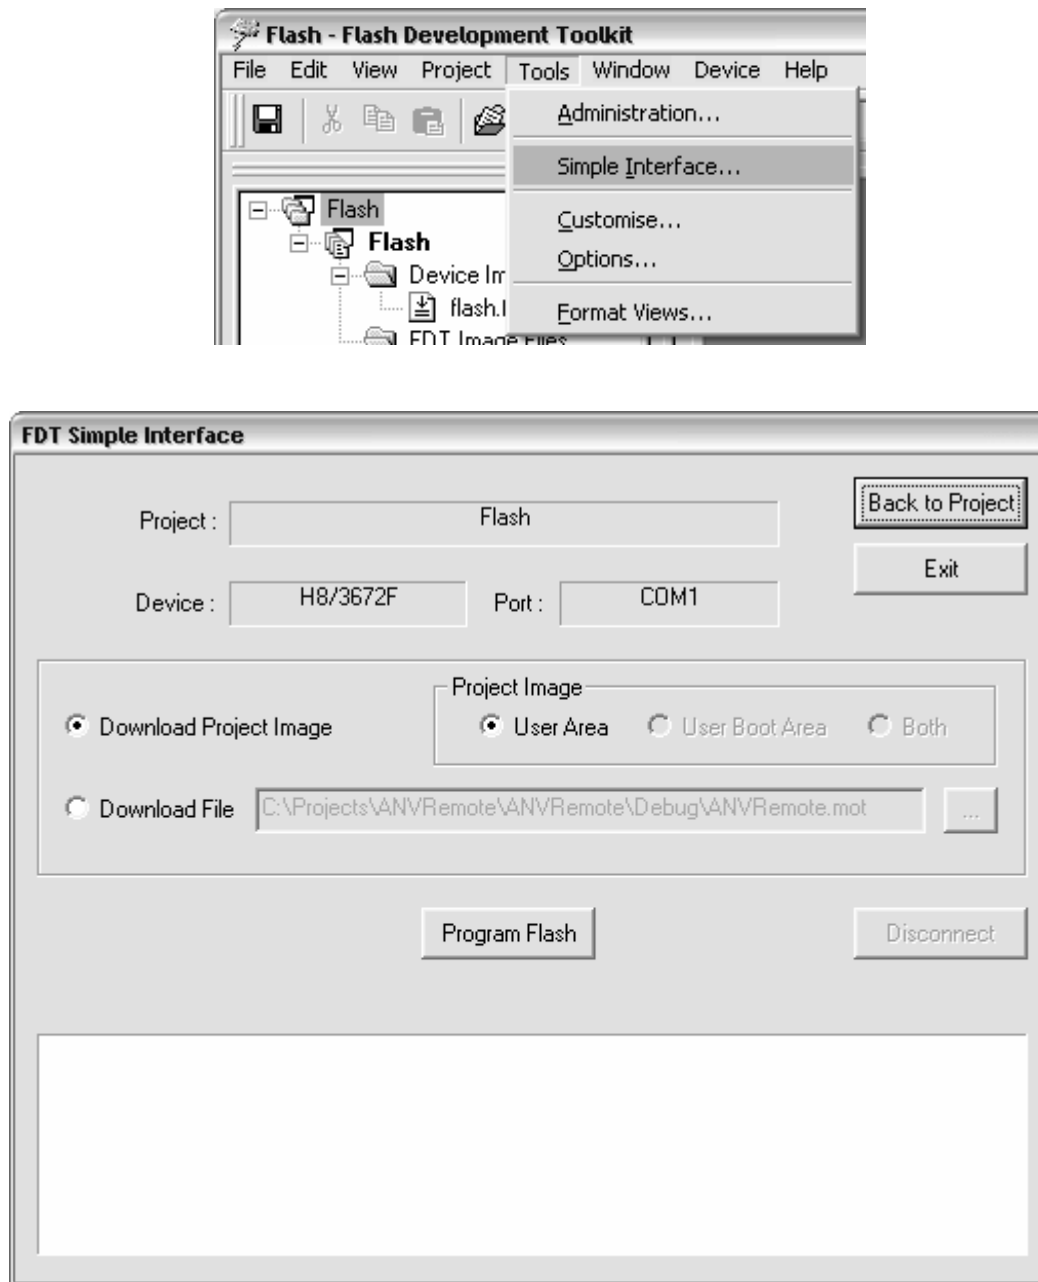 Flash - Flash Development Toolkit
File Edit View Project Tools Window Device Help
Administration...
Simple Interface...
Flash
Customise...
Flash
Options...
Device Im
flash.
Format Views...
FDT Image Files
FDT Simple Interface
Back to Project
Project : Flash
Exit
Device : H8/3672F Port : COM1
Project Image
Download Project Image User Area User Boot Area Both
Download File C:\Projects\ANVRemote\ANVRemote\Debug\ANVRemote.mot ...
Program Flash Disconnect